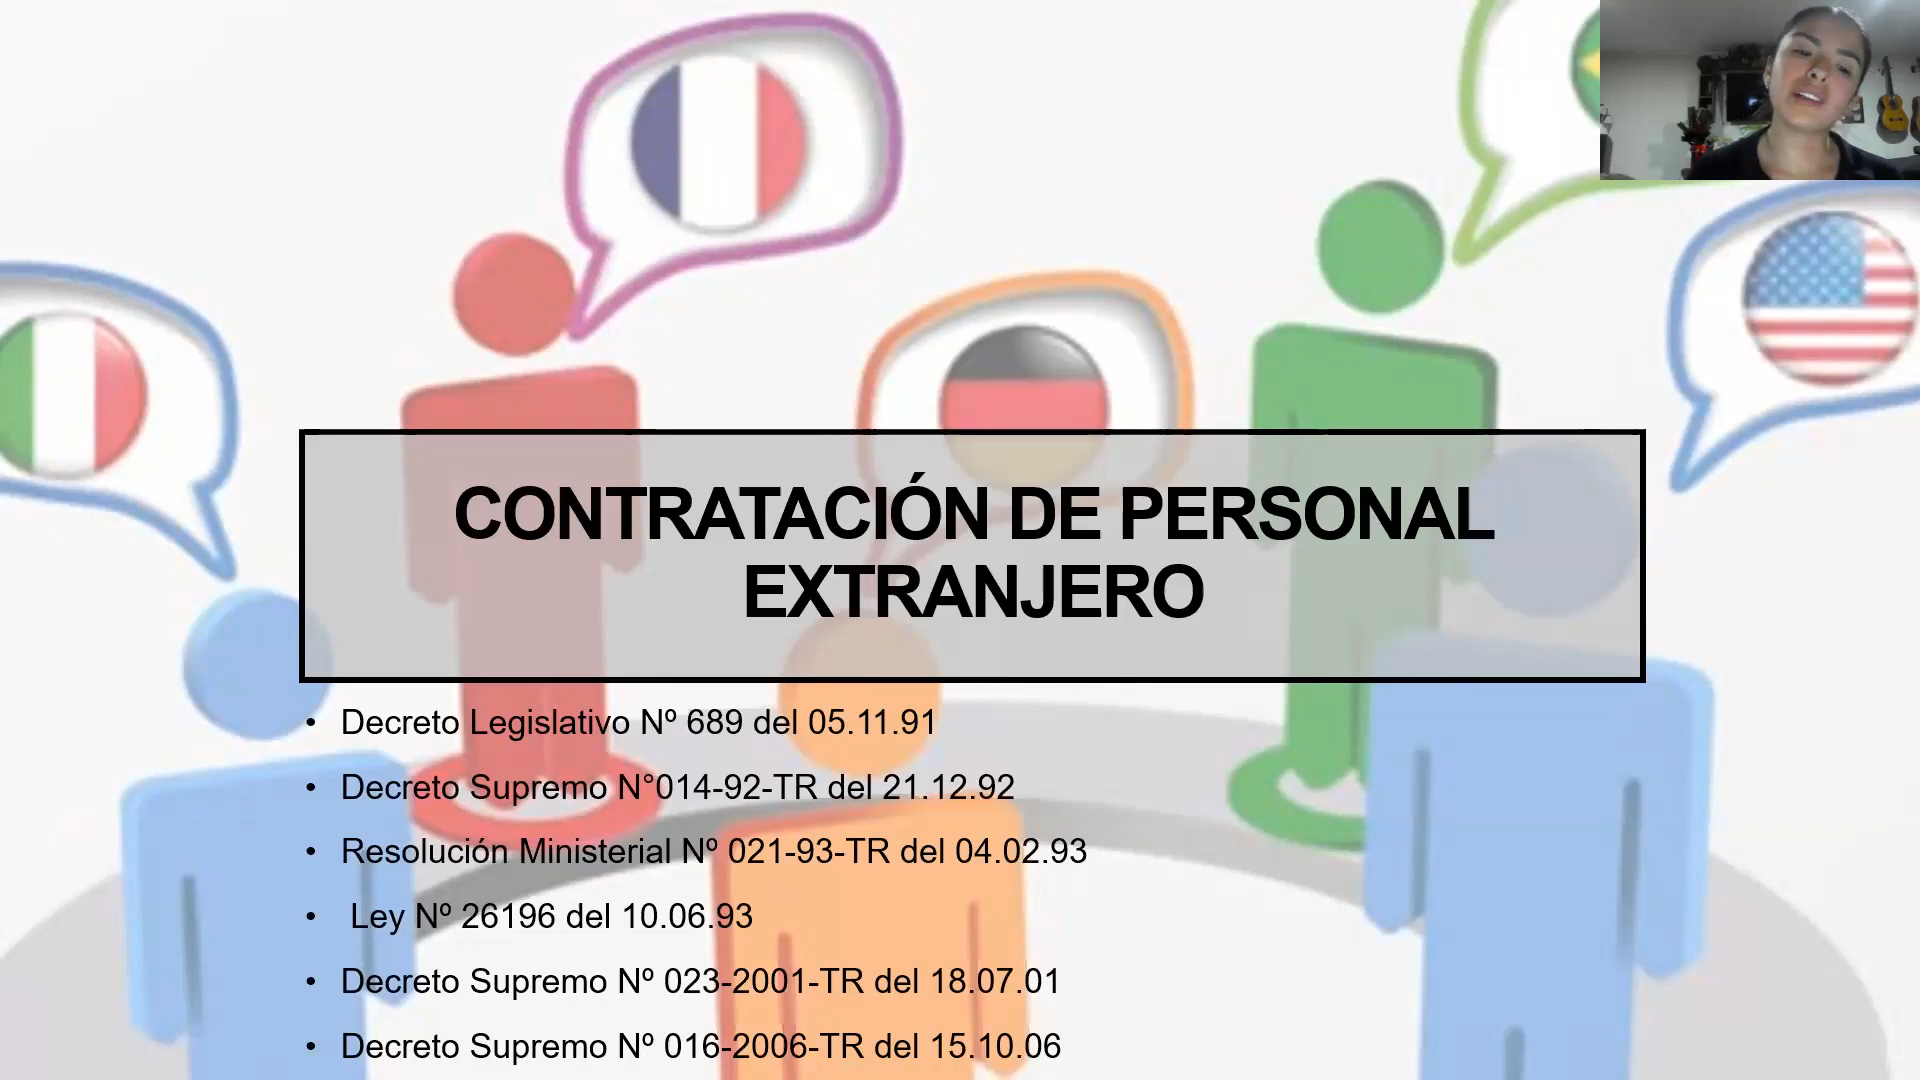 CONTRATACIÓN DE PERSONAL
EXTRANJERO
• Decreto Legislativo Nº 689 del 05.11.91
• Decreto Supremo N°014-92-TR del 21.12.92
• Resolución Ministerial Nº 021-93-TR del 04.02.93
• Ley Nº 26196 del 10.06.93
• Decreto Supremo Nº 023-2001-TR del 18.07.01
• Decreto Supremo Nº 016-2006-TR del 15.10.06